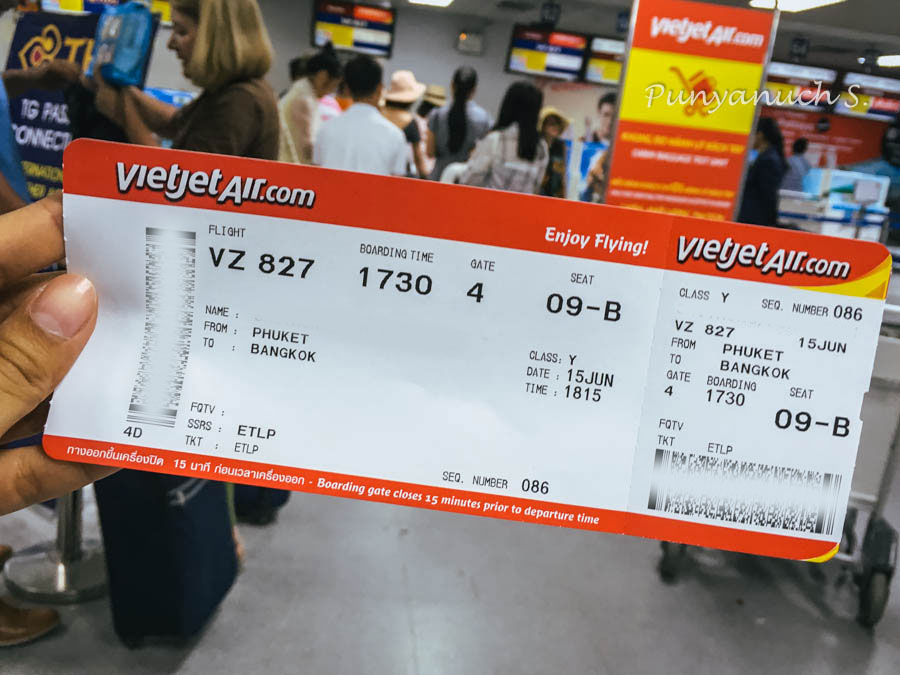 TG PAS
CONNECT
vietjetAir.com
Punyanuch S.
vietjetAir.com
Enjoy Flying!
FLIGHT
VZ 827
BOARDING TIME
1730
GATE
4
SEAT
09-B
NAME :
FROM : PHUKET
TO : BANGKOK
CLASS: Y
DATE : 15JUN
TIME : 1815
FQTV :
SSRS : ETLP
TKT : ETLP
4D
SEQ. NUMBER 086
ทางออกขึ้นเครื่องปิด 15 นาที ก่อนเวลาเครื่องออก - Boarding gate closes 15 minutes prior to departure time
vietjetAir.com
CLASS Y SEQ. NUMBER 086
VZ 827 15JUN
FROM PHUKET
TO BANGKOK
GATE BOARDING SEAT
4 1730 09-B
FQTV
TKT ETLP